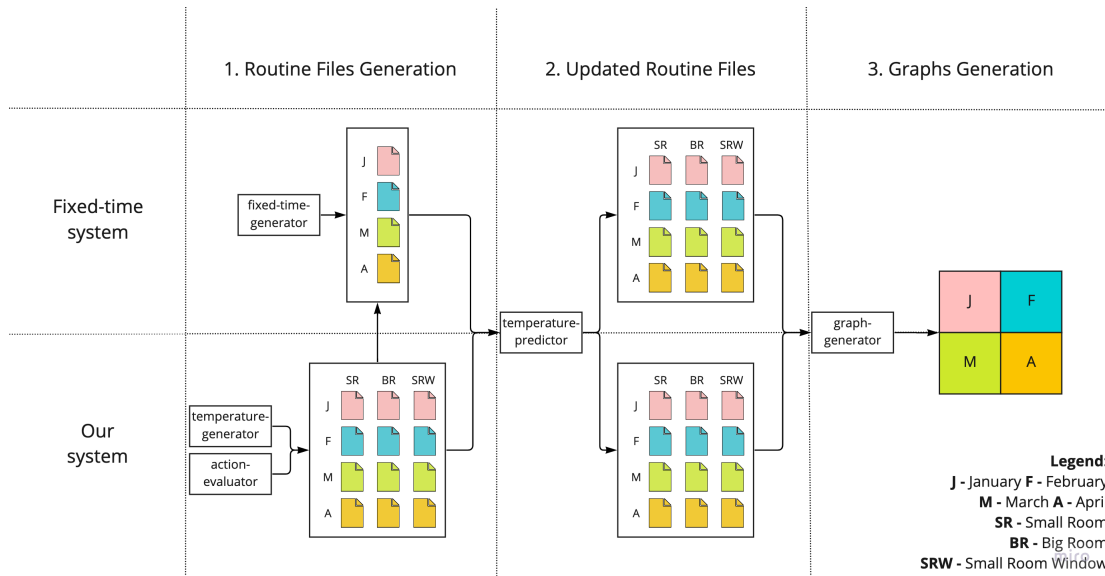 1. Routine Files Generation
2. Updated Routine Files
3. Graphs Generation
Fixed-time
system
fixed-time-
generator
J
F
M
A
SR BR SRW
J
F
M
A
temperature-
predictor
graph-
generator
J F
M A
Our
system
temperature-
generator
action-
evaluator
SR BR SRW
J
F
M
A
SR BR SRW
J
F
M
A
Legend:
J - January F - February
M - March A - April
SR - Small Room
BR - Big Room
SRW - Small Room Window
miro